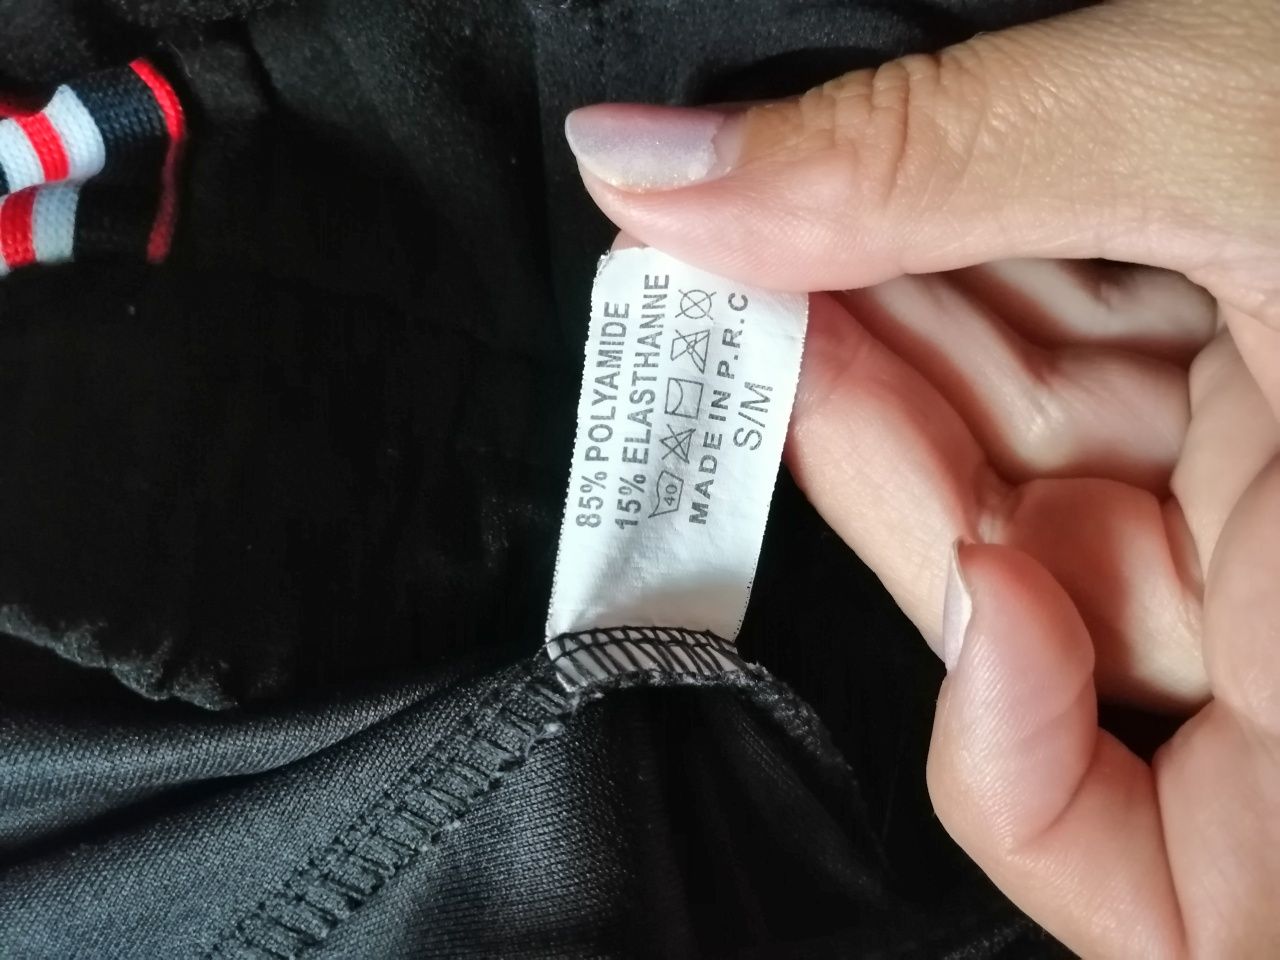 85% POLYAMIDE
15% ELASTHANNE
40
MADE IN P.R.C
S/M